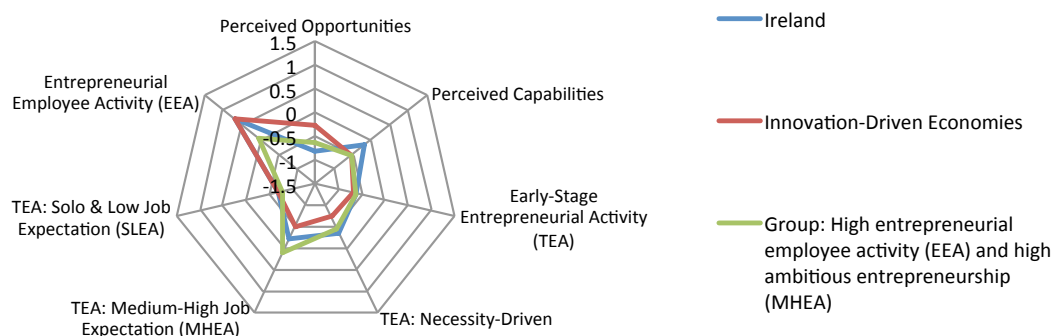 Perceived Opportunities
1.5
1
0.5
0
-0.5
-1
-1.5
Perceived Capabilities
Early-Stage
Entrepreneurial Activity
(TEA)
TEA: Necessity-Driven
TEA: Medium-High Job
Expectation (MHEA)
TEA: Solo & Low Job
Expectation (SLEA)
Entrepreneurial
Employee Activity (EEA)
Ireland
Innovation-Driven Economies
Group: High entrepreneurial
employee activity (EEA) and high
ambitious entrepreneurship
(MHEA)